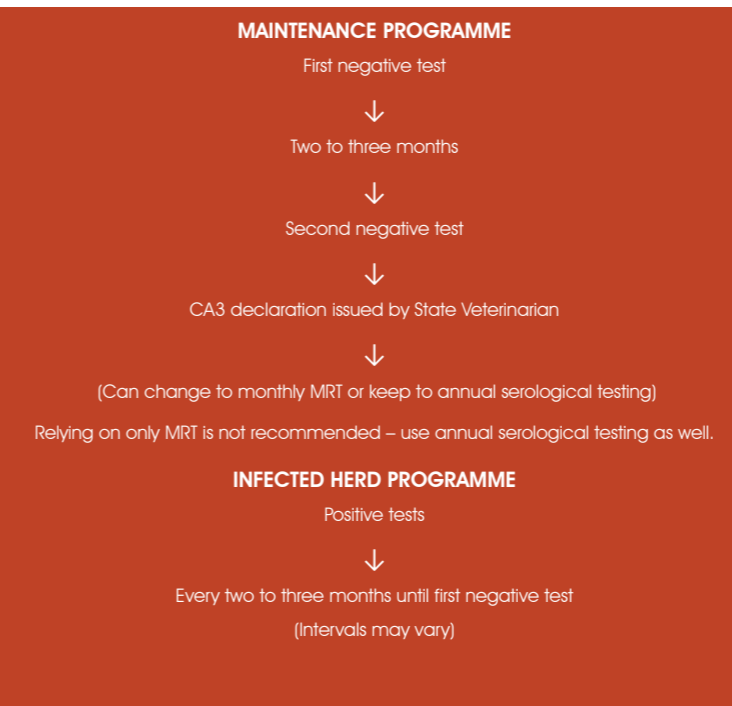 MAINTENANCE PROGRAMME
First negative test
↓
Two to three months
↓
Second negative test
↓
CA3 declaration issued by State Veterinarian
↓
(Can change to monthly MRT or keep to annual serological testing)
Relying on only MRT is not recommended – use annual serological testing as well.
INFECTED HERD PROGRAMME
Positive tests
↓
Every two to three months until first negative test
(Intervals may vary)